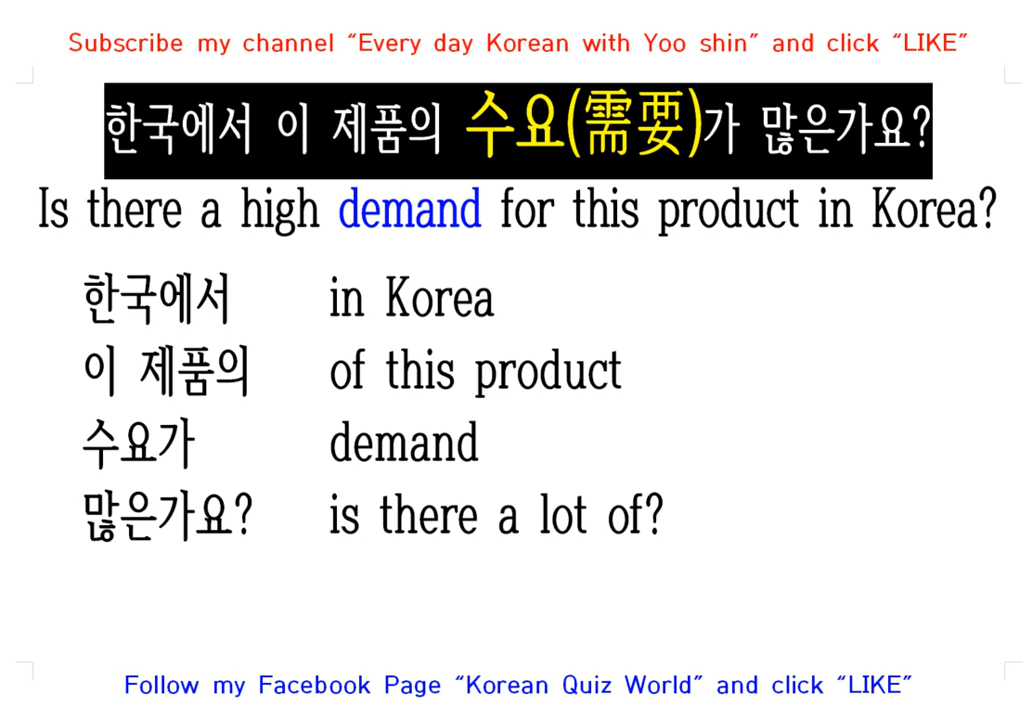 Subscribe my channel “Every day Korean with Yoo shin” and click “LIKE”
한국에서 이 제품의 수요(需要)가 많은가요?
Is there a high demand for this product in Korea?
한국에서 in Korea
이 제품의 of this product
수요가 demand
많은가요? is there a lot of?
Follow my Facebook Page “Korean Quiz World” and click “LIKE”